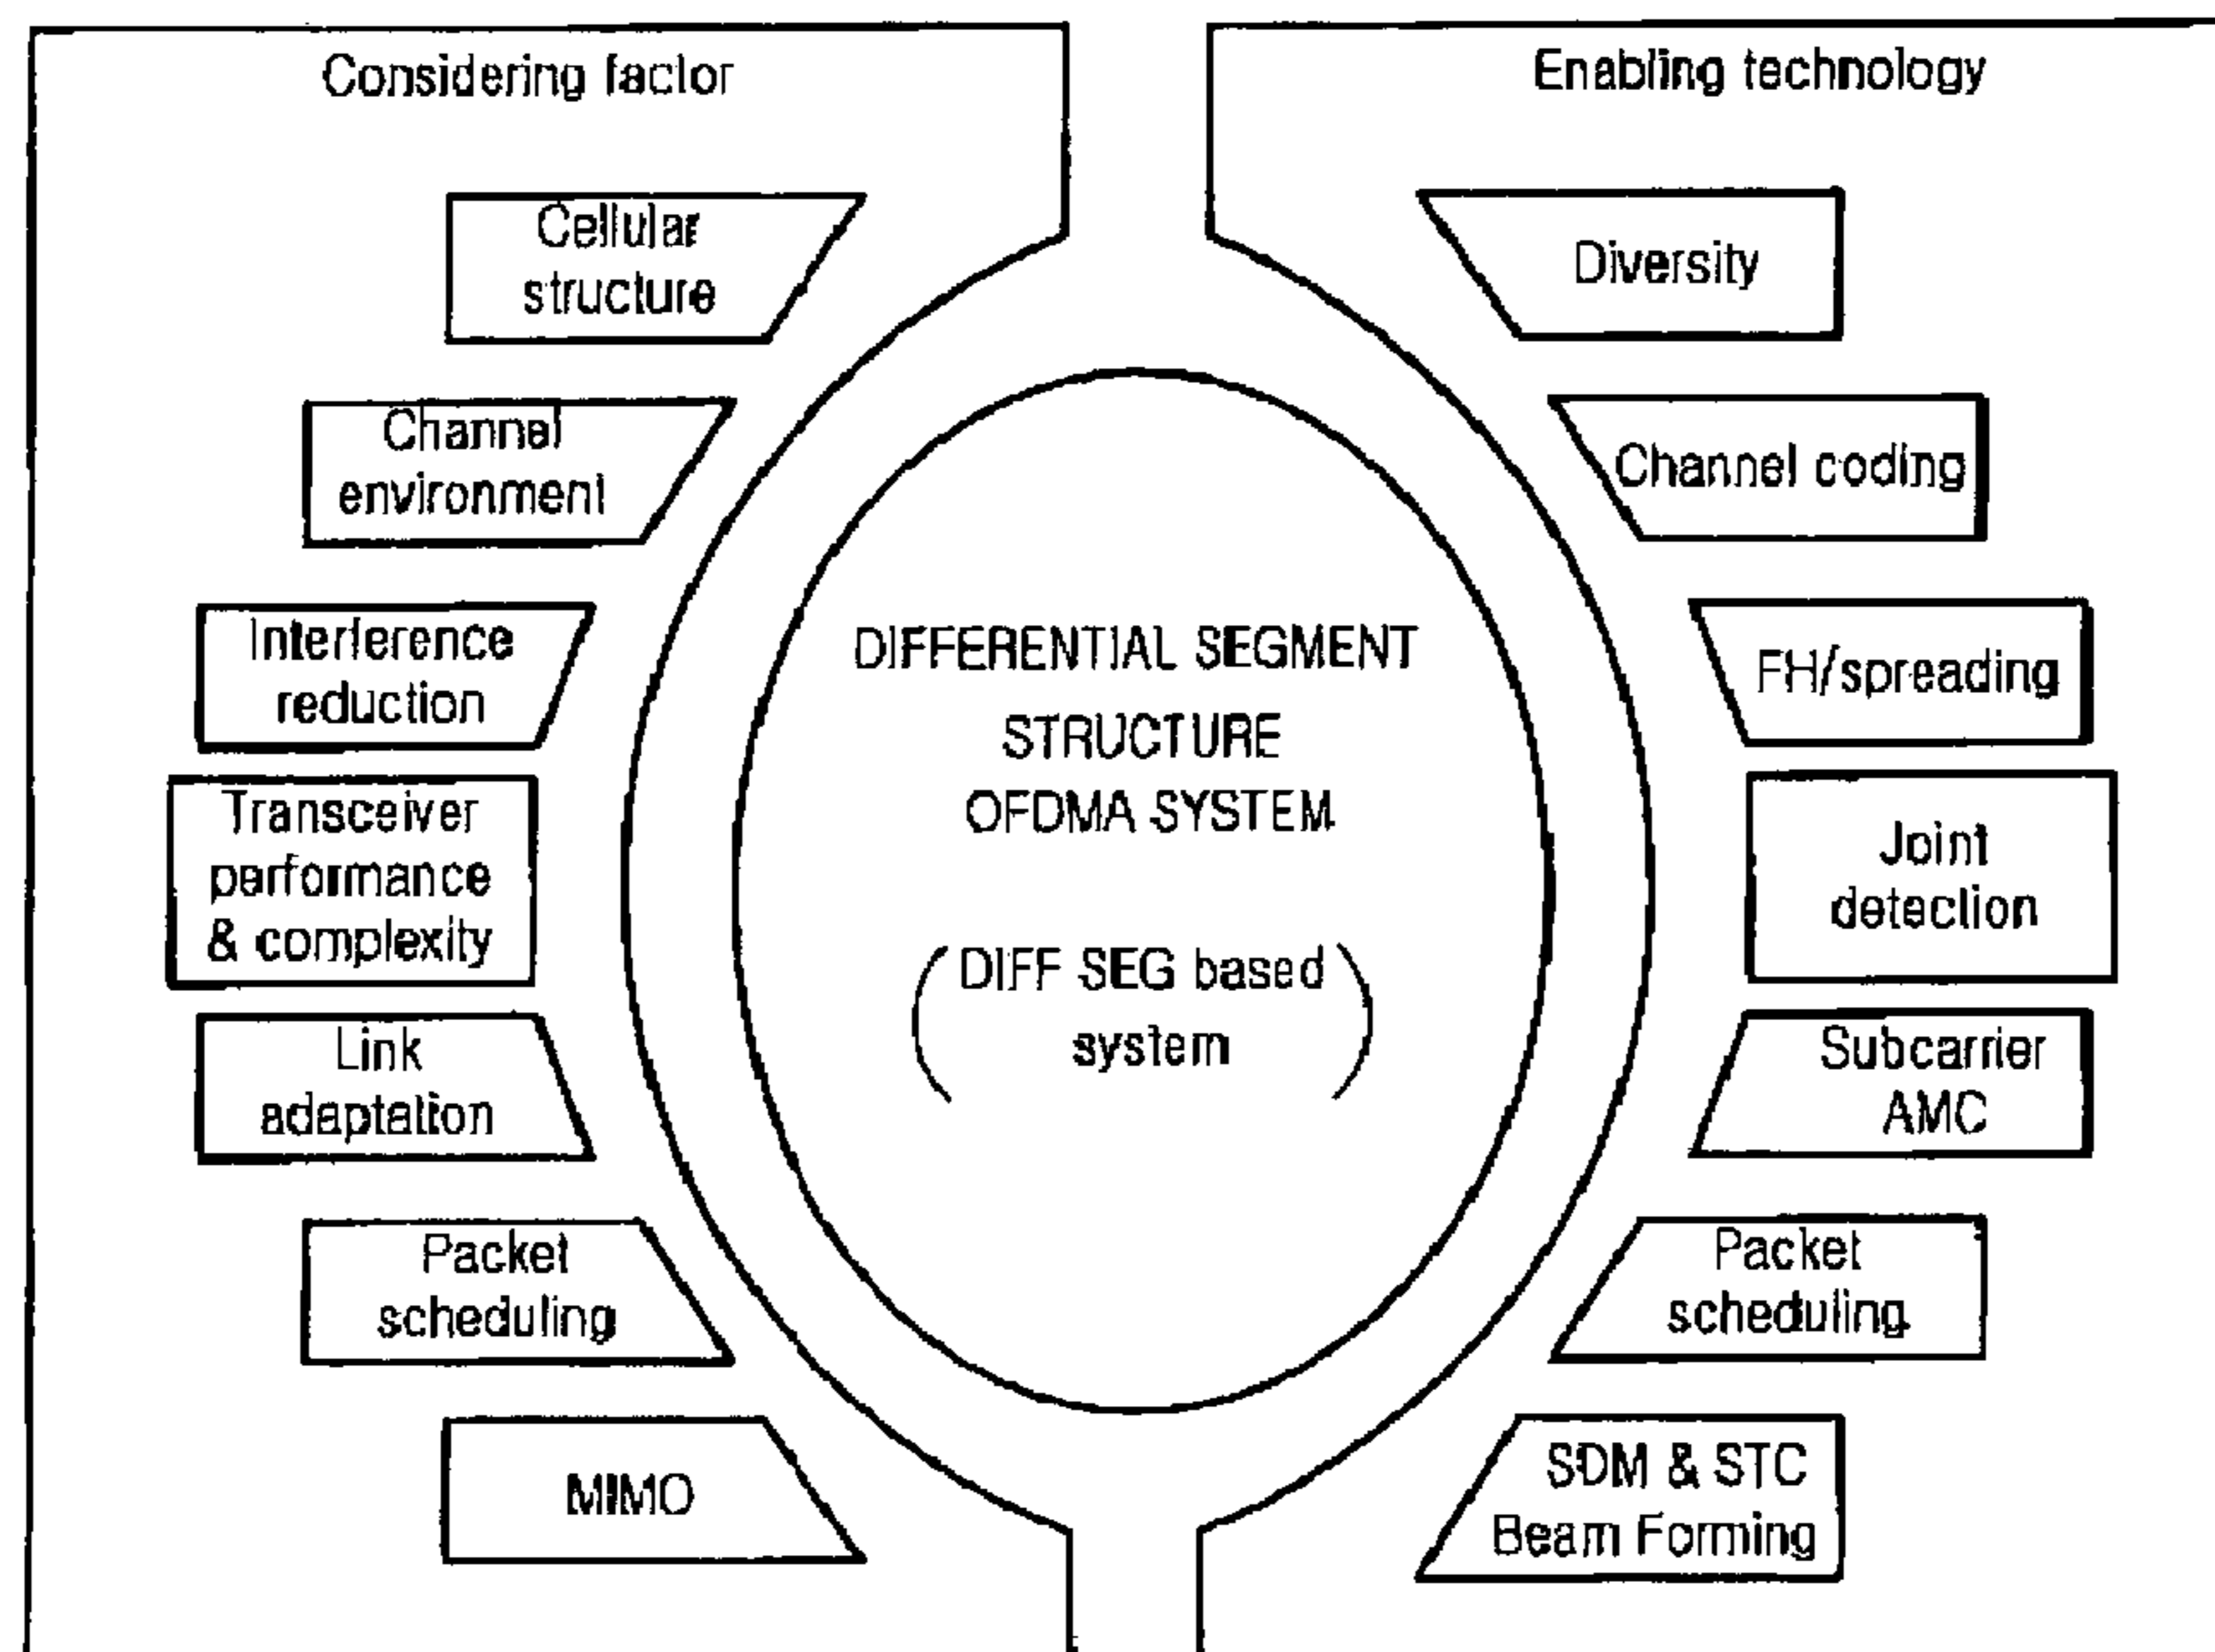 Considering factor
Cellular
structure
Channel
environment
Interference
reduction
Transceiver
performance
& complexity
Link
adaptation
Packet
scheduling
MIMO
DIFFERENTIAL SEGMENT
STRUCTURE
OFDMA SYSTEM
DIFF SEG based
system
Enabling technology
Diversity
Channel coding
FH/spreading
Joint
detection
Subcarrier
AMC
Packet
scheduling
SDM & STC
Beam Forming